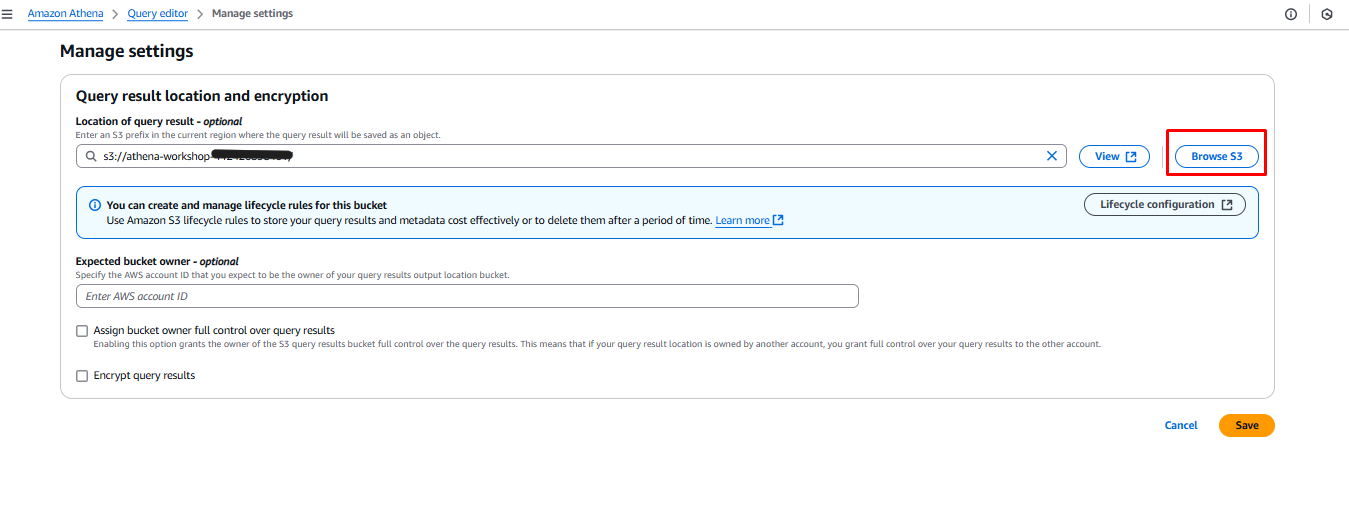 Amazon Athena > Query editor > Manage settings
Manage settings
Query result location and encryption
Location of query result - optional
Enter an S3 prefix in the current region where the query result will be saved as an object.
s3://athena-workshop-
View
Browse S3
You can create and manage lifecycle rules for this bucket
Use Amazon S3 lifecycle rules to store your query results and metadata cost effectively or to delete them after a period of time. Learn more
Lifecycle configuration
Expected bucket owner - optional
Specify the AWS account ID that you expect to be the owner of your query results output location bucket.
Enter AWS account ID
Assign bucket owner full control over query results
Enabling this option grants the owner of the S3 query results bucket full control over the query results. This means that if your query result location is owned by another account, you grant full control over your query results to the other account.
Encrypt query results
Cancel
Save